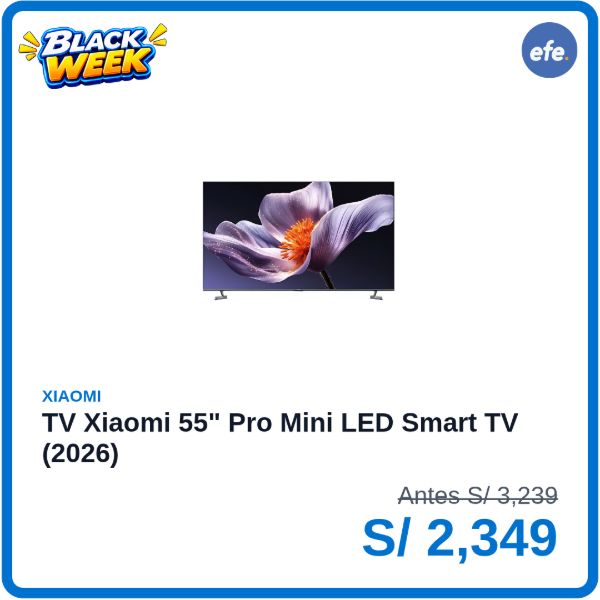 BLACK
WEEK
efe.
XIAOMI
TV Xiaomi 55" Pro Mini LED Smart TV
(2026)
Antes S/ 3,239
S/ 2,349